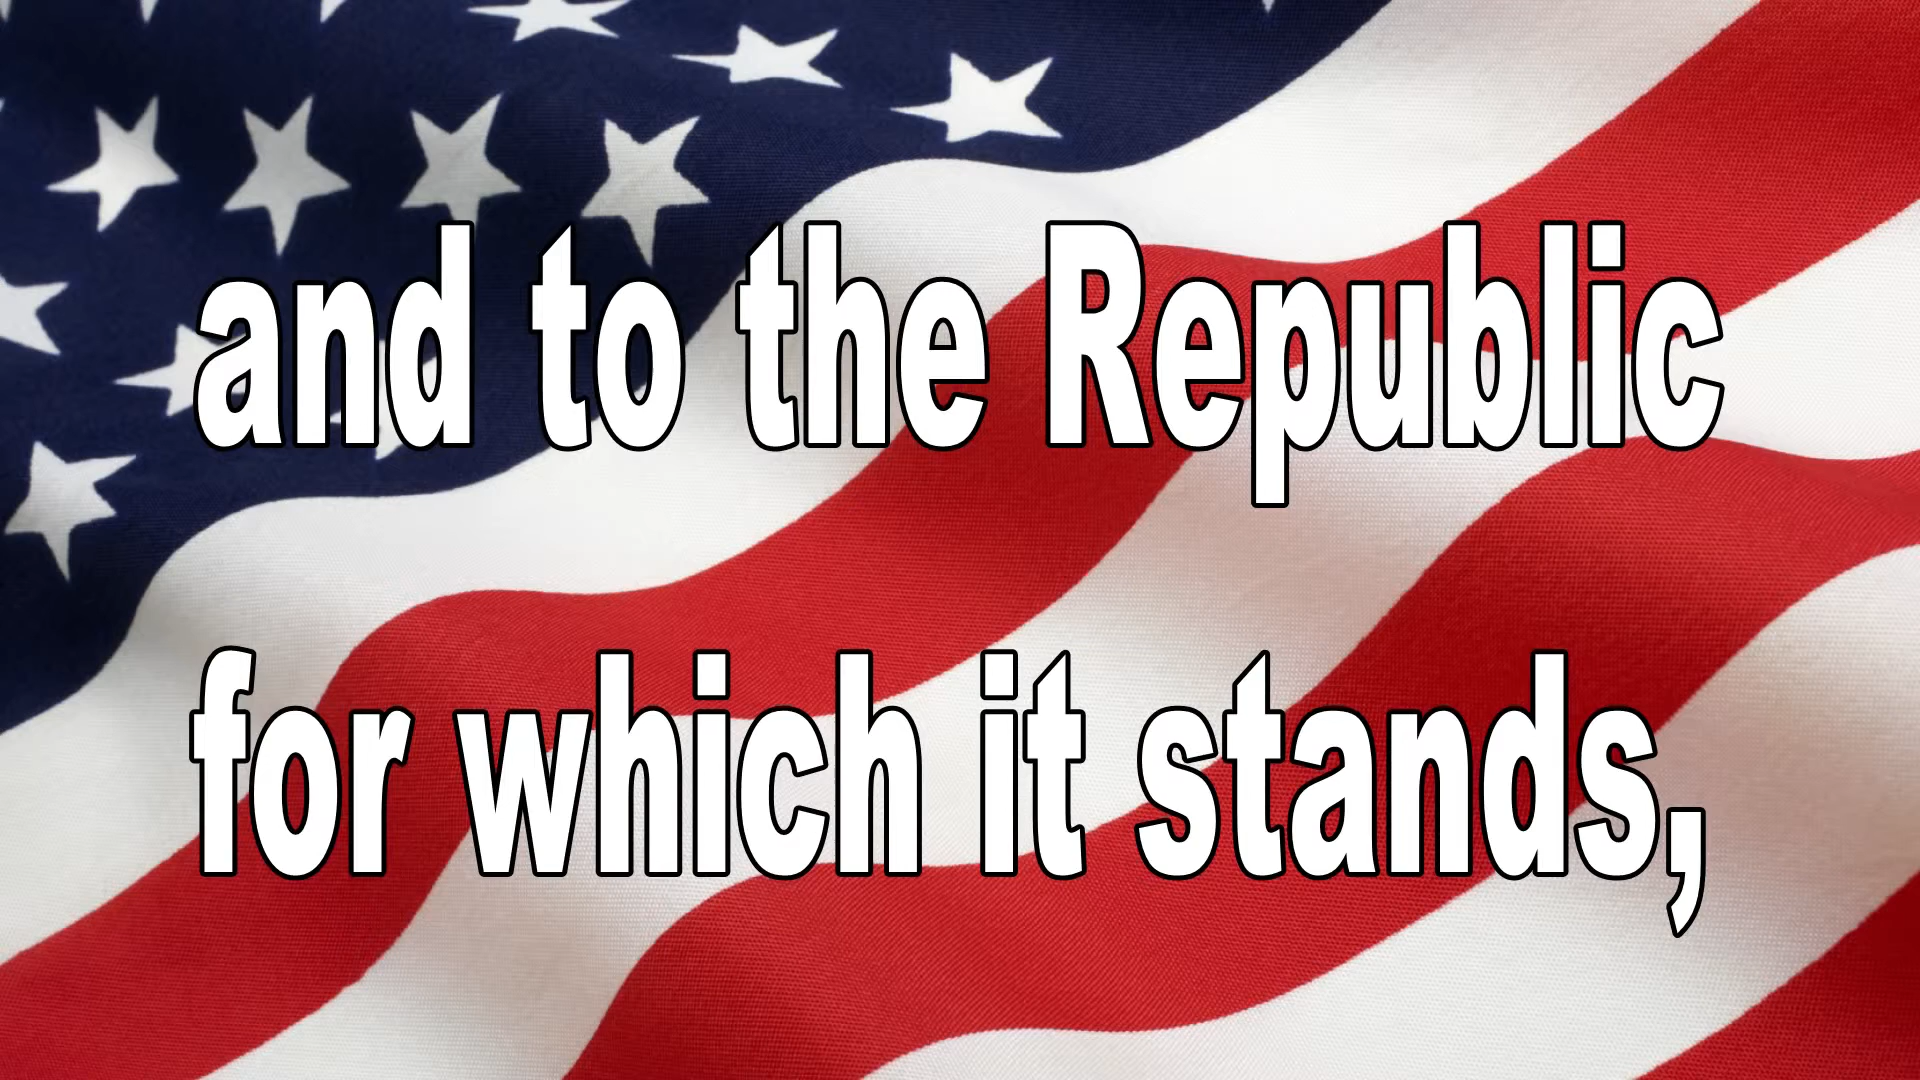 and to the Republic
for which it stands,